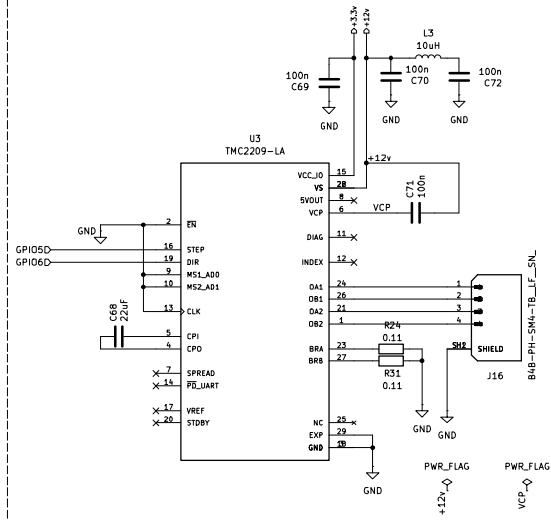 +3.3v
+12v
L3
10uH
100n
C69
100n
C70
100n
C72
GND
GND
GND
U3
TMC2209-LA
+12v
VCC_IO 15
VS
5VOUT 8
VCP 6 VCP
C71
100n
DIAG 11
INDEX 12
GND
2 EN
GPIO5 16 STEP
GPIO6 19 DIR
9 MS1_AD0
10 MS2_AD1
13 CLK
C68
22uF
5 CPI
4 CPO
7 SPREAD
14 PD_UART
17 VREF
20 STDBY
OA1 24 1
OB1 26 2
OA2 21 3
OB2 1 4
BRA 23
BRB 27
R24
0.11
R31
0.11
SHIELD
J16
B4B-PH-SM4-TB__LF__SN_
NC 25
EXP 29
GND
GND
GND
GND
PWR_FLAG
+12v
PWR_FLAG
VCP